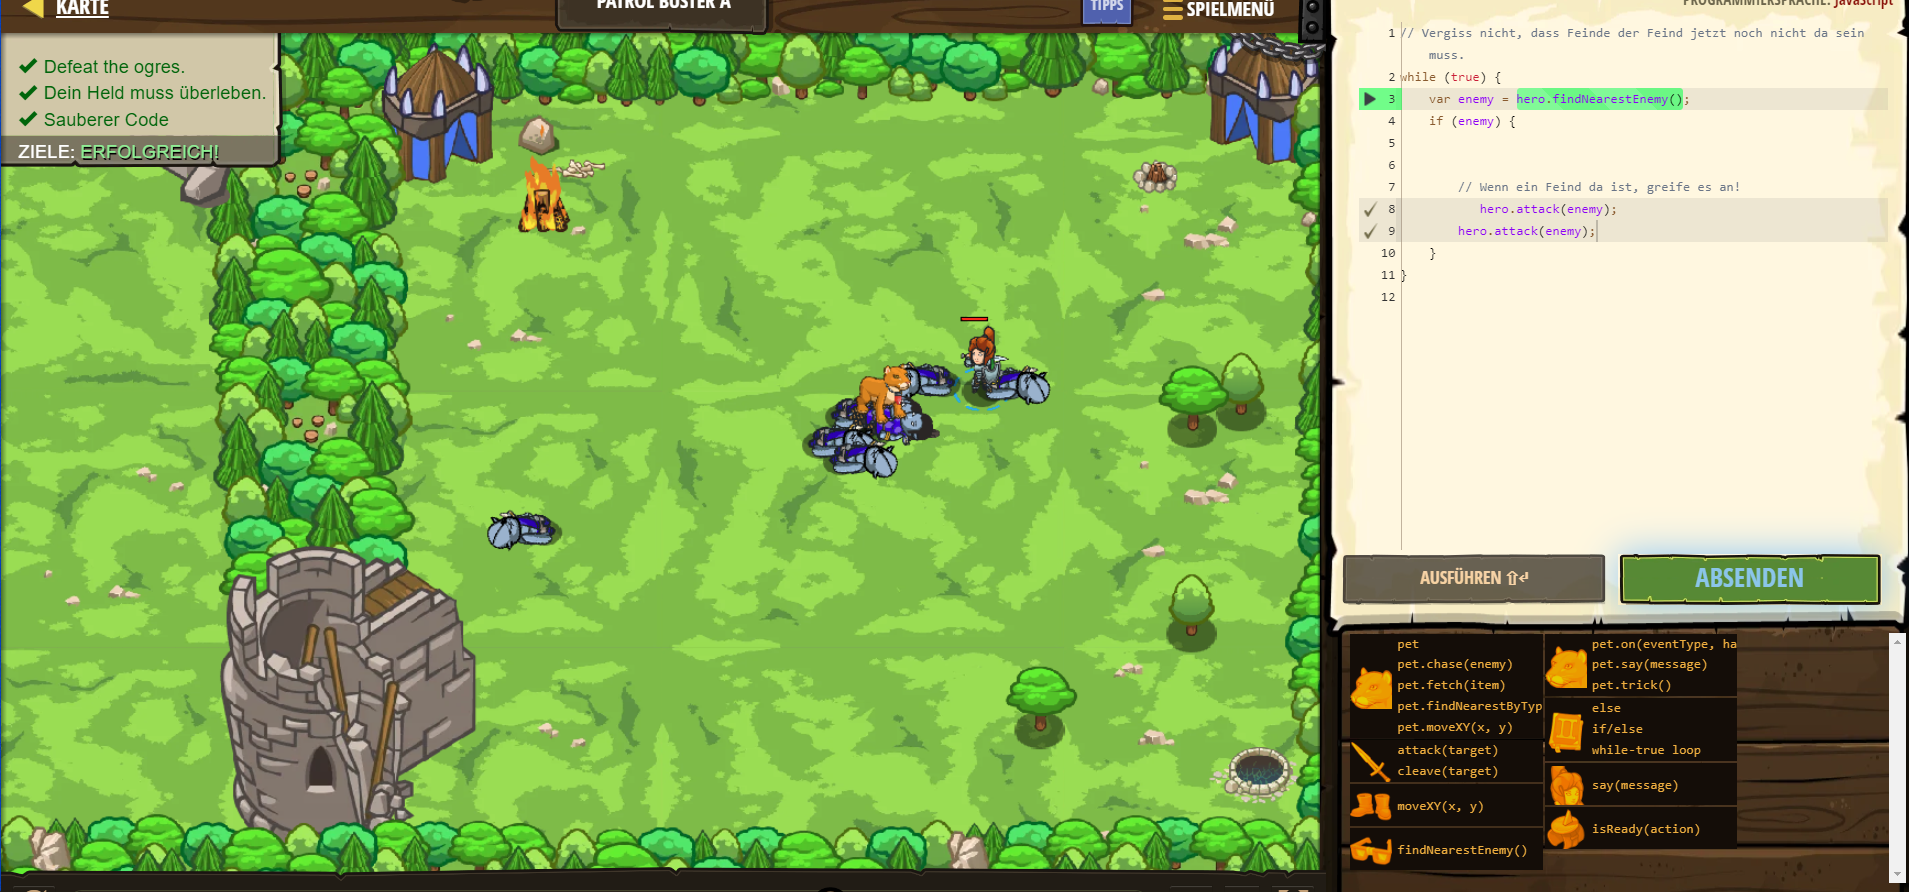 KARTE
PATROL BUSTER A
TIPPS
SPIELMENÜ
PROGRAMMIERSPRACHE: JavaScript
Defeat the ogres.
Dein Held muss überleben.
Sauberer Code
ZIELE: ERFOLGREICH!
1 // Vergiss nicht, dass Feinde der Feind jetzt noch nicht da sein
muss.
2 while (true) {
3 var enemy = hero.findNearestEnemy();
4 if (enemy) {
5
6
7 // Wenn ein Feind da ist, greife es an!
8 hero.attack(enemy);
9 hero.attack(enemy);
10 }
11 }
12
AUSFÜHREN ⇧↵
ABSENDEN
pet
pet.chase(enemy)
pet.fetch(item)
pet.findNearestByTyp
pet.moveXY(x, y)
attack(target)
cleave(target)
moveXY(x, y)
findNearestEnemy()
pet.on(eventType, ha
pet.say(message)
pet.trick()
else
if/else
while-true loop
say(message)
isReady(action)